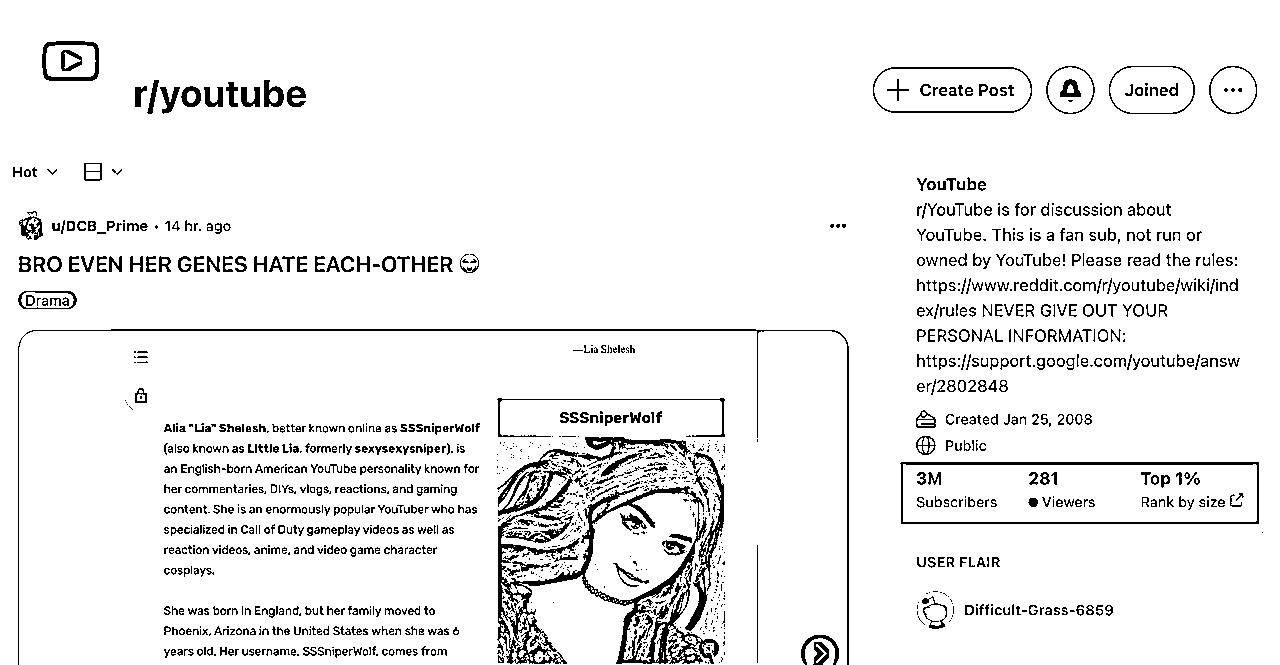 r/youtube
Create Post
Joined
Hot
u/DCB_Prime • 14 hr. ago
BRO EVEN HER GENES HATE EACH-OTHER 😂
Drama
—Lia Shelesh
Alia "Lia" Shelesh, better known online as SSSniperWolf
(also known as Little Lia, formerly sexysexysniper), is
an English-born American YouTube personality known for
her commentaries, DIYs, vlogs, reactions, and gaming
content. She is an enormously popular YouTuber who has
specialized in Call of Duty gameplay videos as well as
reaction videos, anime, and video game character
cosplays.
She was born in England, but her family moved to
Phoenix, Arizona in the United States when she was 6
years old. Her username, SSSniperWolf, comes from
SSSniperWolf
YouTube
r/YouTube is for discussion about
YouTube. This is a fan sub, not run or
owned by YouTube! Please read the rules:
https://www.reddit.com/r/youtube/wiki/ind
ex/rules NEVER GIVE OUT YOUR
PERSONAL INFORMATION:
https://support.google.com/youtube/answ
er/2802848
Created Jan 25, 2008
Public
3M 281 Top 1%
Subscribers Viewers Rank by size
USER FLAIR
Difficult-Grass-6859